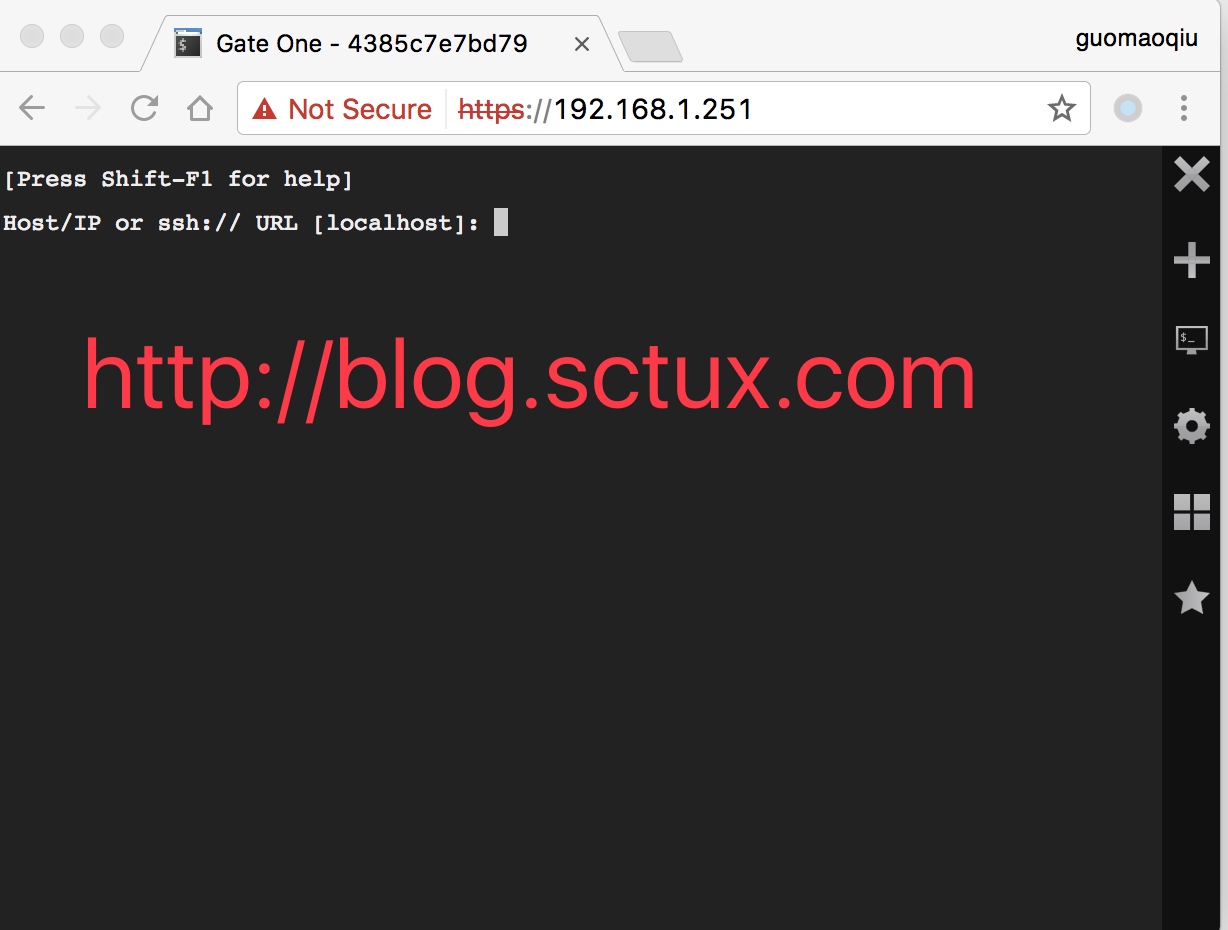 Gate One - 4385c7e7bd79
guomaoqiu
Not Secure https://192.168.1.251
[Press Shift-F1 for help]
Host/IP or ssh:// URL [localhost]:
$_
http://blog.sctux.com